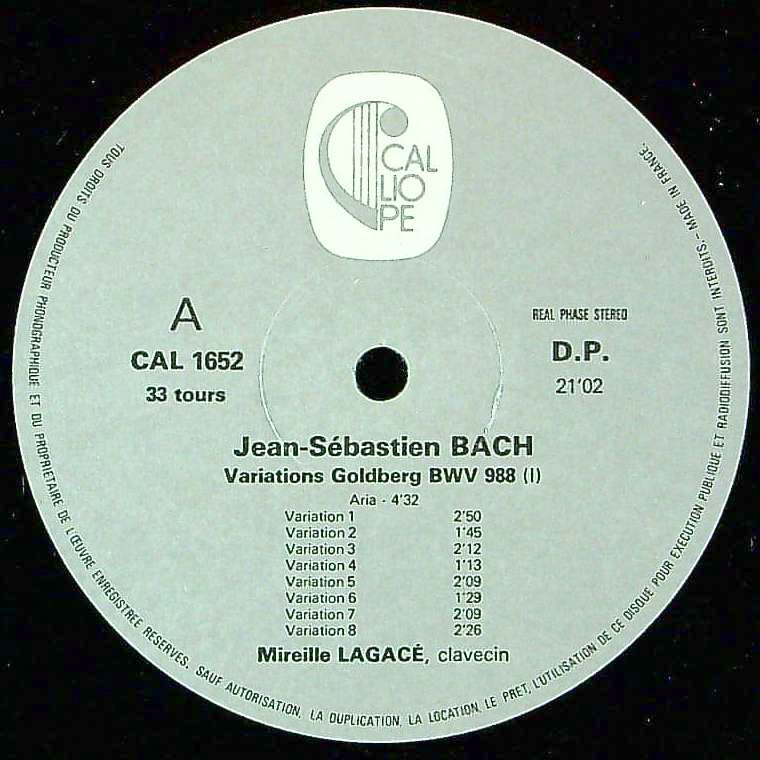 CAL
LIO
PE
A
CAL 1652
33 tours
REAL PHASE STEREO
D.P.
21'02
Jean-Sébastien BACH
Variations Goldberg BWV 988 (I)
Aria - 4'32
Variation 1 2'50
Variation 2 1'45
Variation 3 2'12
Variation 4 1'13
Variation 5 2'09
Variation 6 1'29
Variation 7 2'09
Variation 8 2'26
Mireille LAGACÉ, clavecin
TOUS DROITS DU PRODUCTEUR PHONOGRAPHIQUE ET DU PROPRIETAIRE DE L'ŒUVRE ENREGISTREE RESERVES. SAUF AUTORISATION, LA DUPLICATION, LA LOCATION, LE PRET, L'UTILISATION DE CE DISQUE POUR EXECUTION PUBLIQUE ET RADIODIFFUSION SONT INTERDITS. - MADE IN FRANCE.